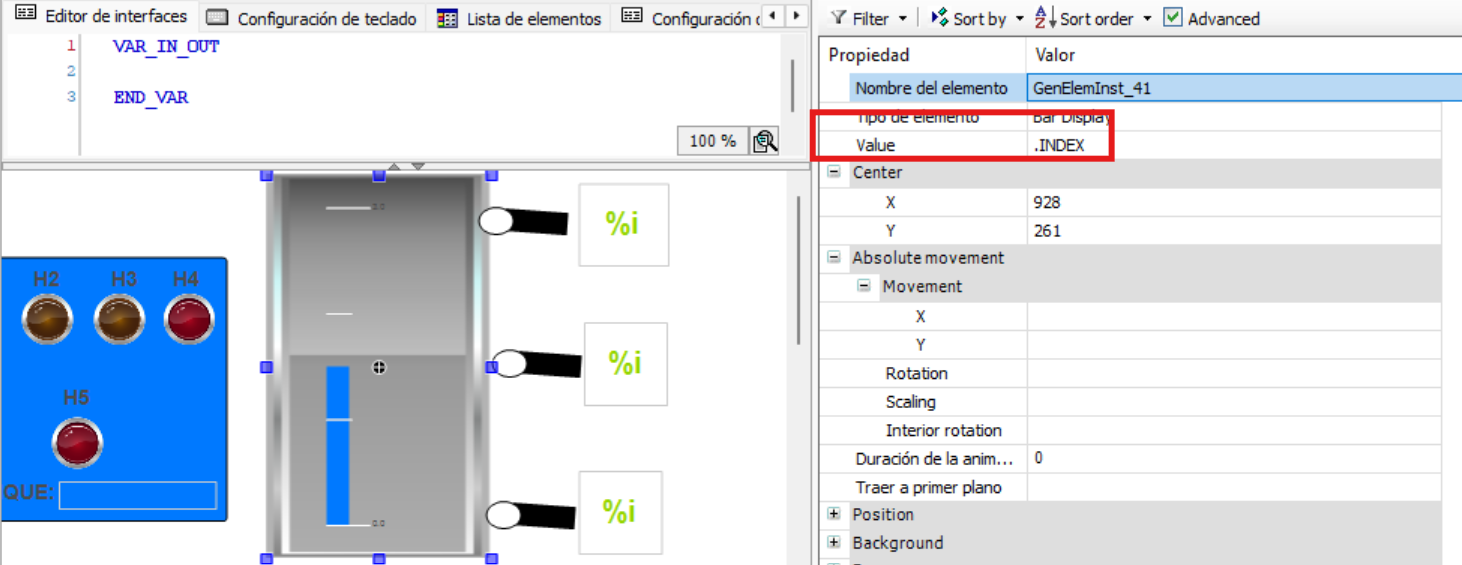 Editor de interfaces Configuración de teclado Lista de elementos Configuración
1 VAR_IN_OUT
2
3 END_VAR
100 %
2.0
%i
H2 H3 H4
%i
H5
QUE:
0.0
%i
Filter Sort by Sort order Advanced
Propiedad Valor
Nombre del elemento GenElemInst_41
Tipo de elemento Bar Display
Value .INDEX
Center
X 928
Y 261
Absolute movement
Movement
X
Y
Rotation
Scaling
Interior rotation
Duración de la anim... 0
Traer a primer plano
Position
Background